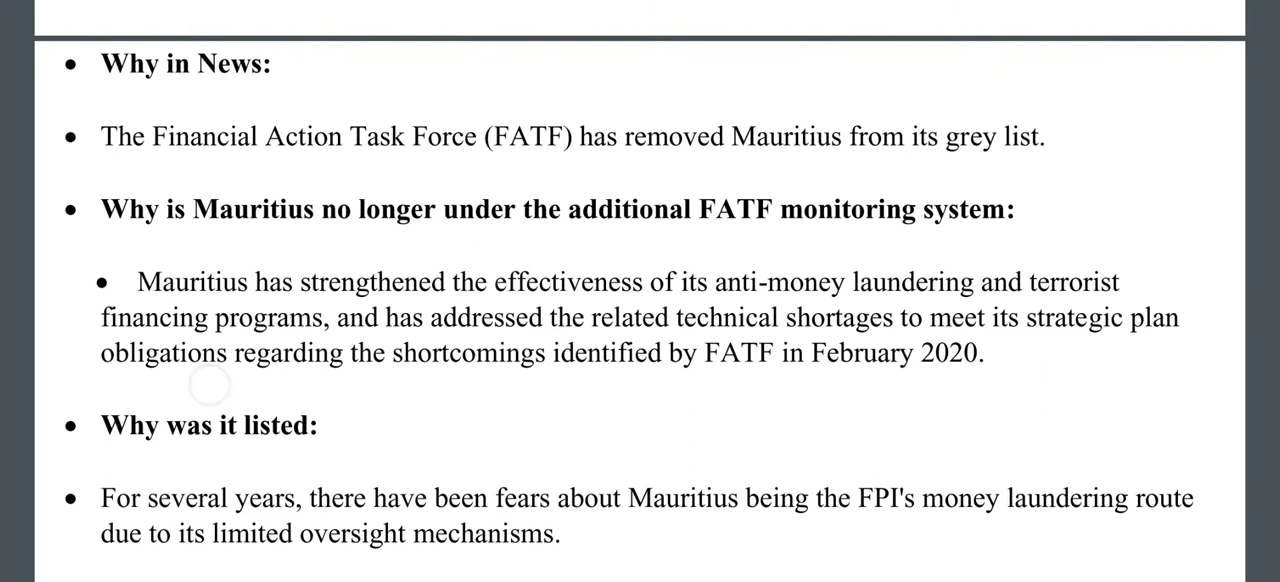 • Why in News:
• The Financial Action Task Force (FATF) has removed Mauritius from its grey list.
• Why is Mauritius no longer under the additional FATF monitoring system:
• Mauritius has strengthened the effectiveness of its anti-money laundering and terrorist
financing programs, and has addressed the related technical shortages to meet its strategic plan
obligations regarding the shortcomings identified by FATF in February 2020.
• Why was it listed:
• For several years, there have been fears about Mauritius being the FPI's money laundering route
due to its limited oversight mechanisms.